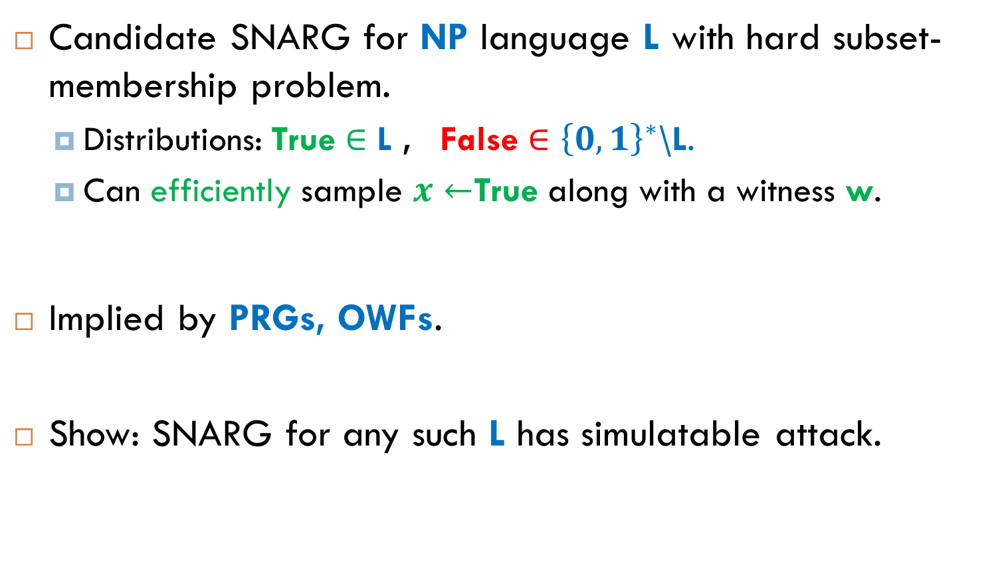 Candidate SNARG for NP language L with hard subset-
membership problem.
Distributions: True ∈ L , False ∈ {0, 1}*\L.
Can efficiently sample x ←True along with a witness w.
Implied by PRGs, OWFs.
Show: SNARG for any such L has simulatable attack.